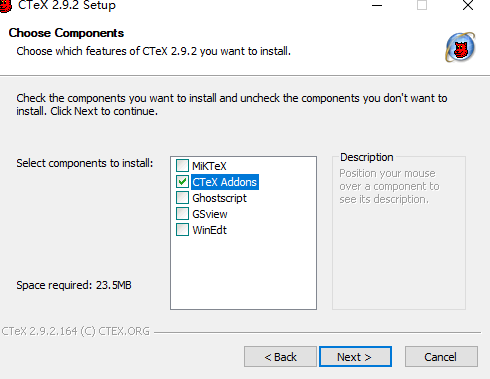 CTeX 2.9.2 Setup
Choose Components
Choose which features of CTeX 2.9.2 you want to install.
Check the components you want to install and uncheck the components you don't want to
install. Click Next to continue.
Select components to install:
MiKTeX
CTeX Addons
Ghostscript
GSview
WinEdt
Description
Position your mouse
over a component to
see its description.
Space required: 23.5MB
CTeX 2.9.2.164 (C) CTEX.ORG
< Back
Next >
Cancel